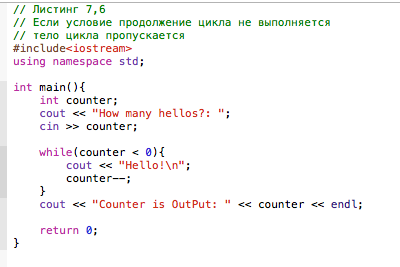 // Листинг 7,6
// Если условие продолжение цикла не выполняется
// тело цикла пропускается
#include<iostream>
using namespace std;
int main(){
int counter;
cout << "How many hellos?: ";
cin >> counter;
while(counter < 0){
cout << "Hello!\n";
counter--;
}
cout << "Counter is OutPut: " << counter << endl;
return 0;
}